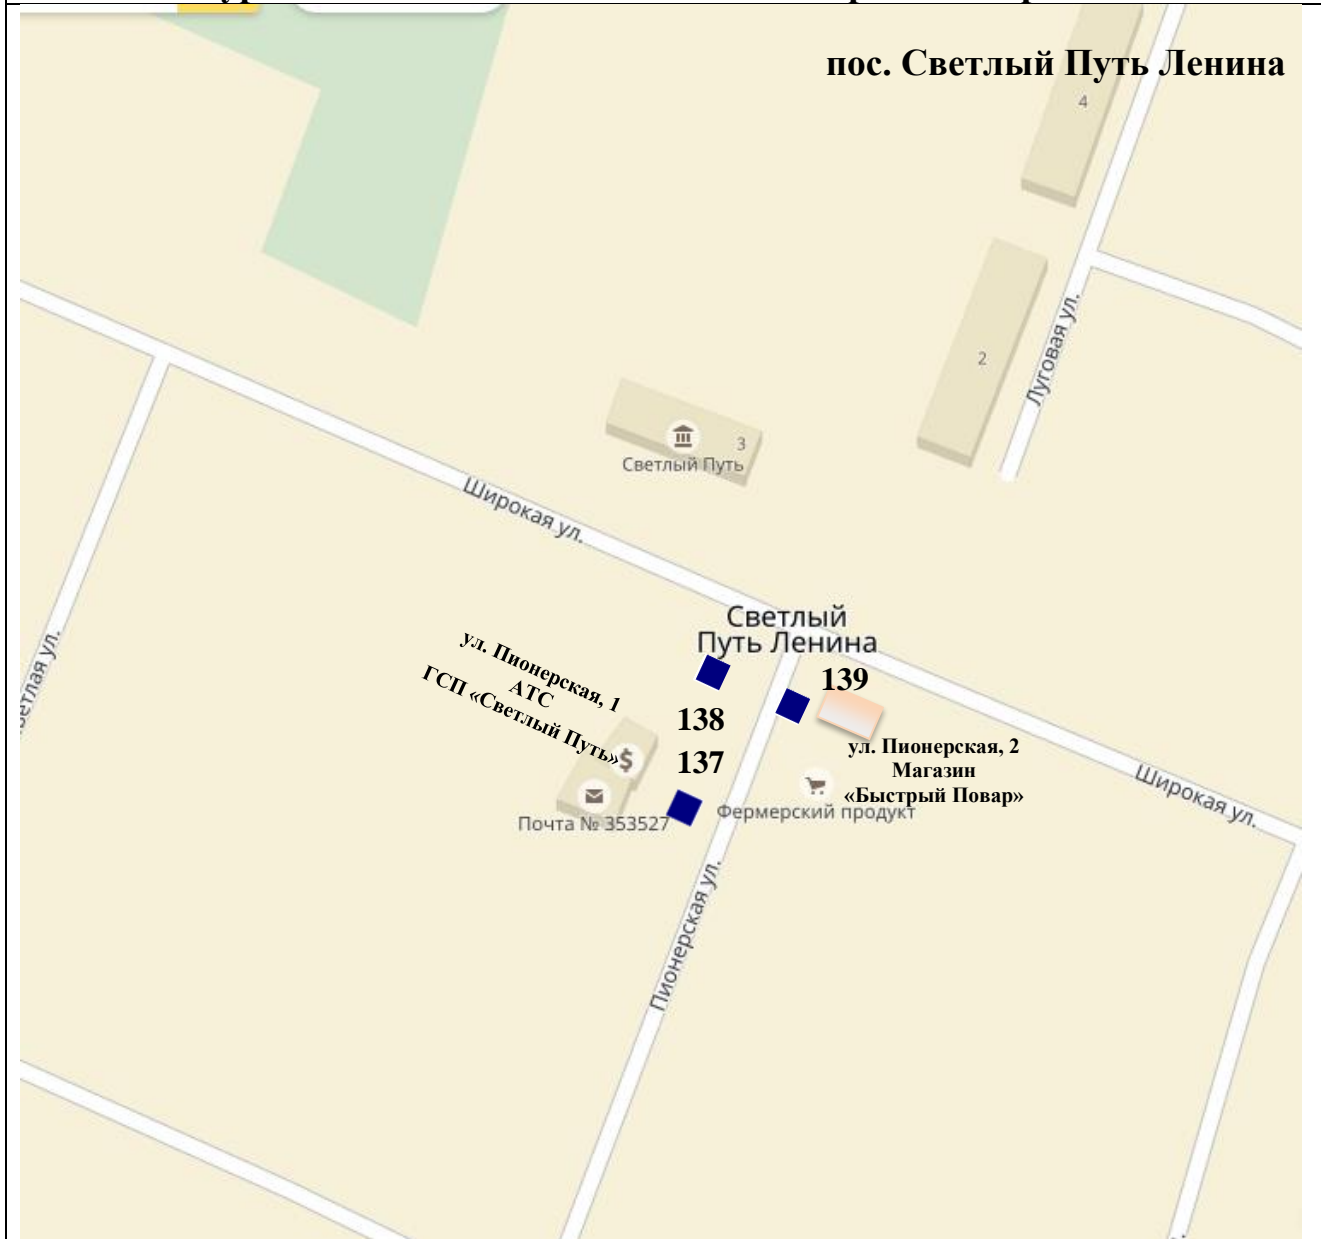 пос. Светлый Путь Ленина
4
2
Луговая ул.
3
Светлый Путь
Широкая ул.
Светлый
Путь Ленина
ул. Пионерская, 1
АТС
ГСП «Светлый Путь»
139
138
137
ул. Пионерская, 2
Магазин
«Быстрый Повар»
Фермерский продукт
Почта № 353527
Широкая ул.
Пионерская ул.